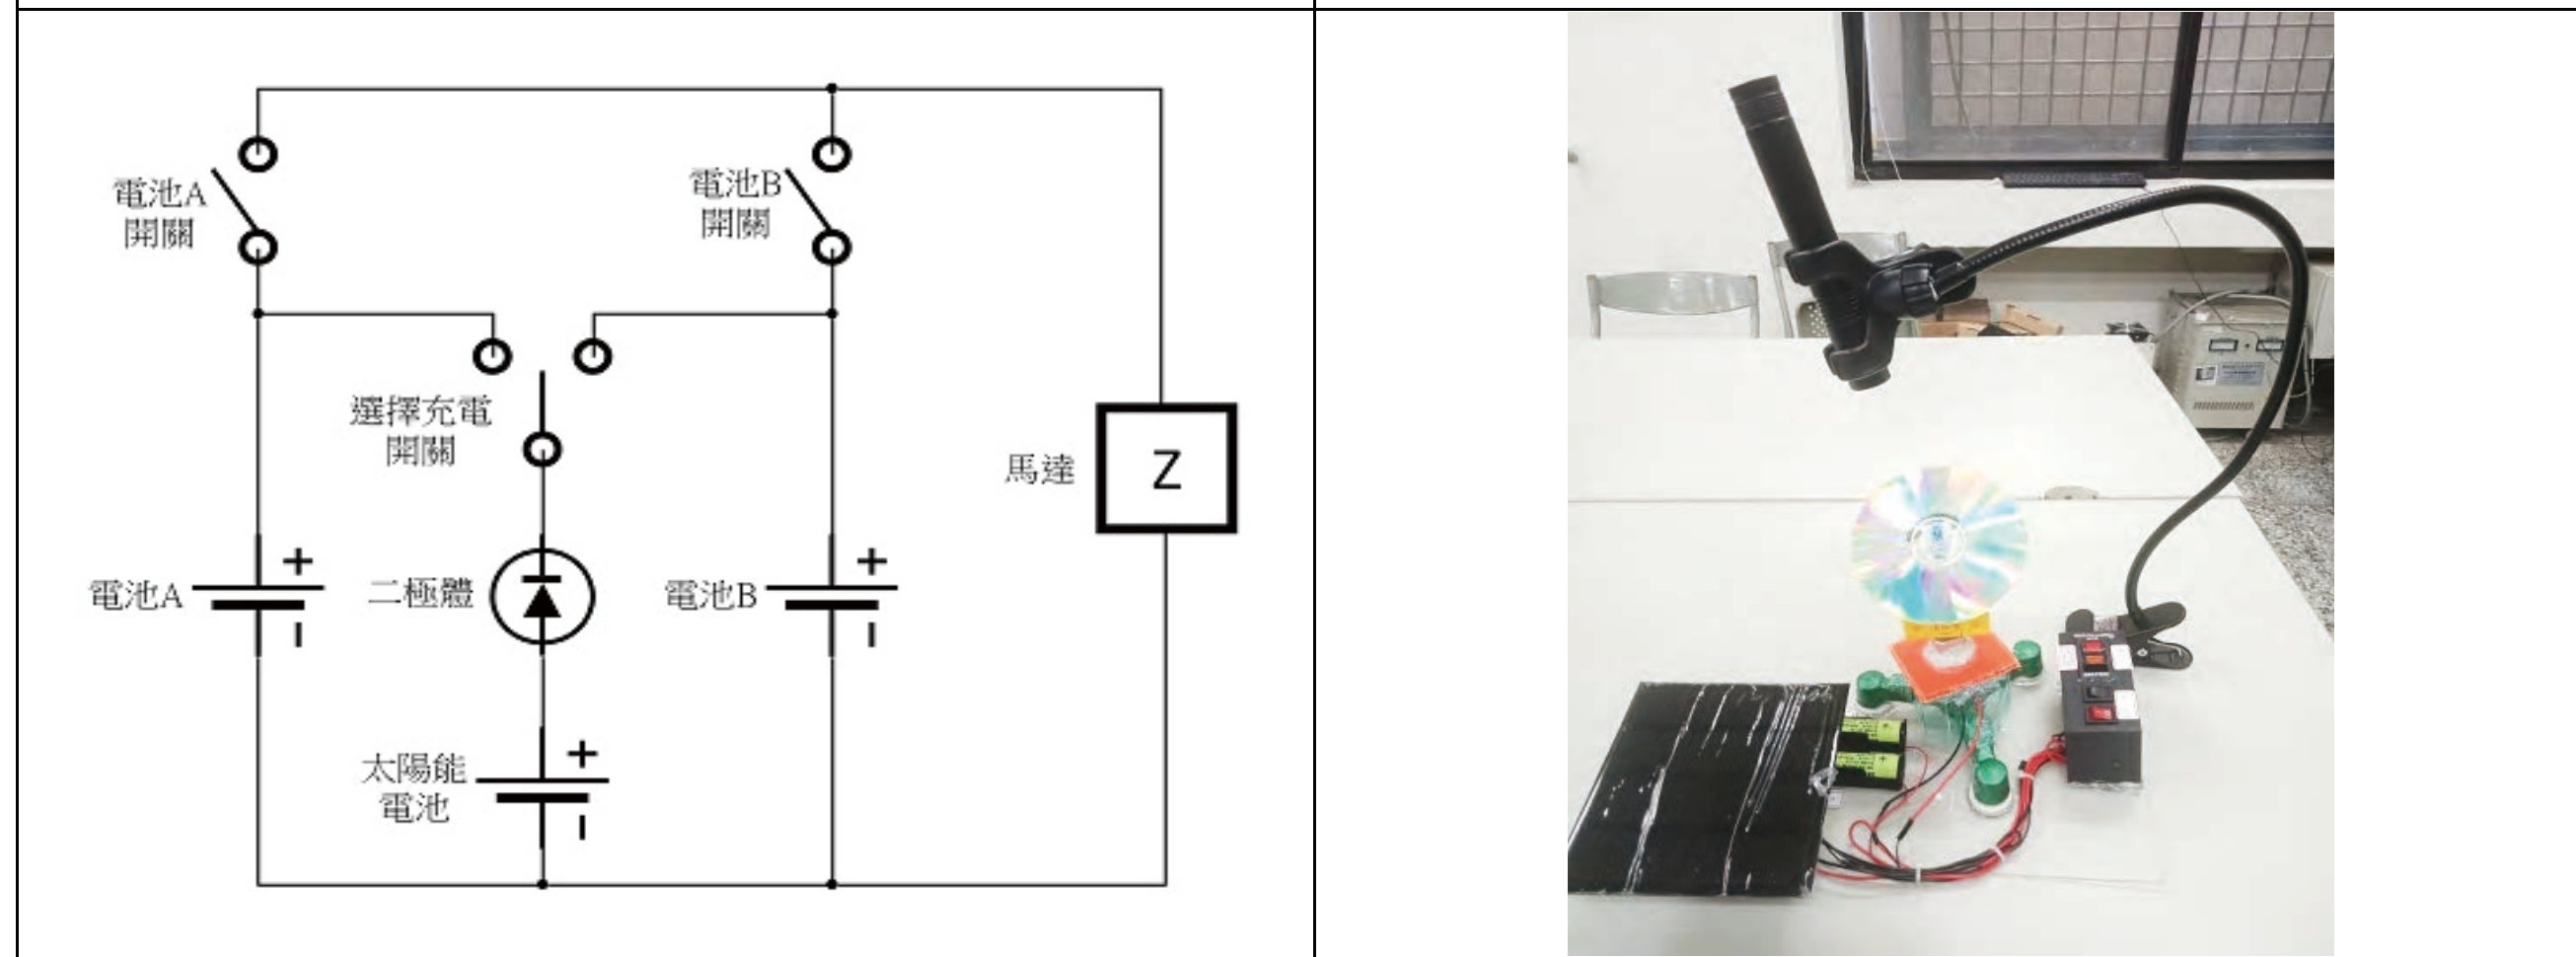 電池A
開關
電池B
開關
選擇充電
開關
馬達
Z
電池A
+
-
二極體
電池B
+
-
太陽能
電池
+
-